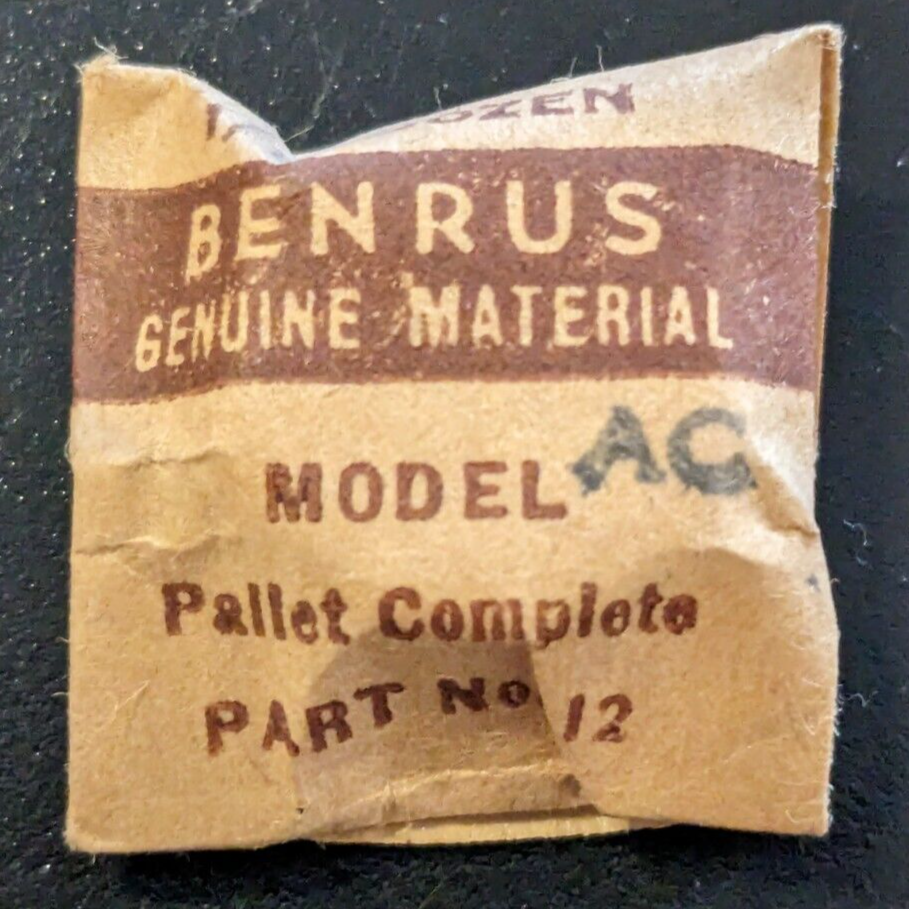 BENRUS
GENUINE MATERIAL
MODEL AC
Pallet Complete
PART No 12